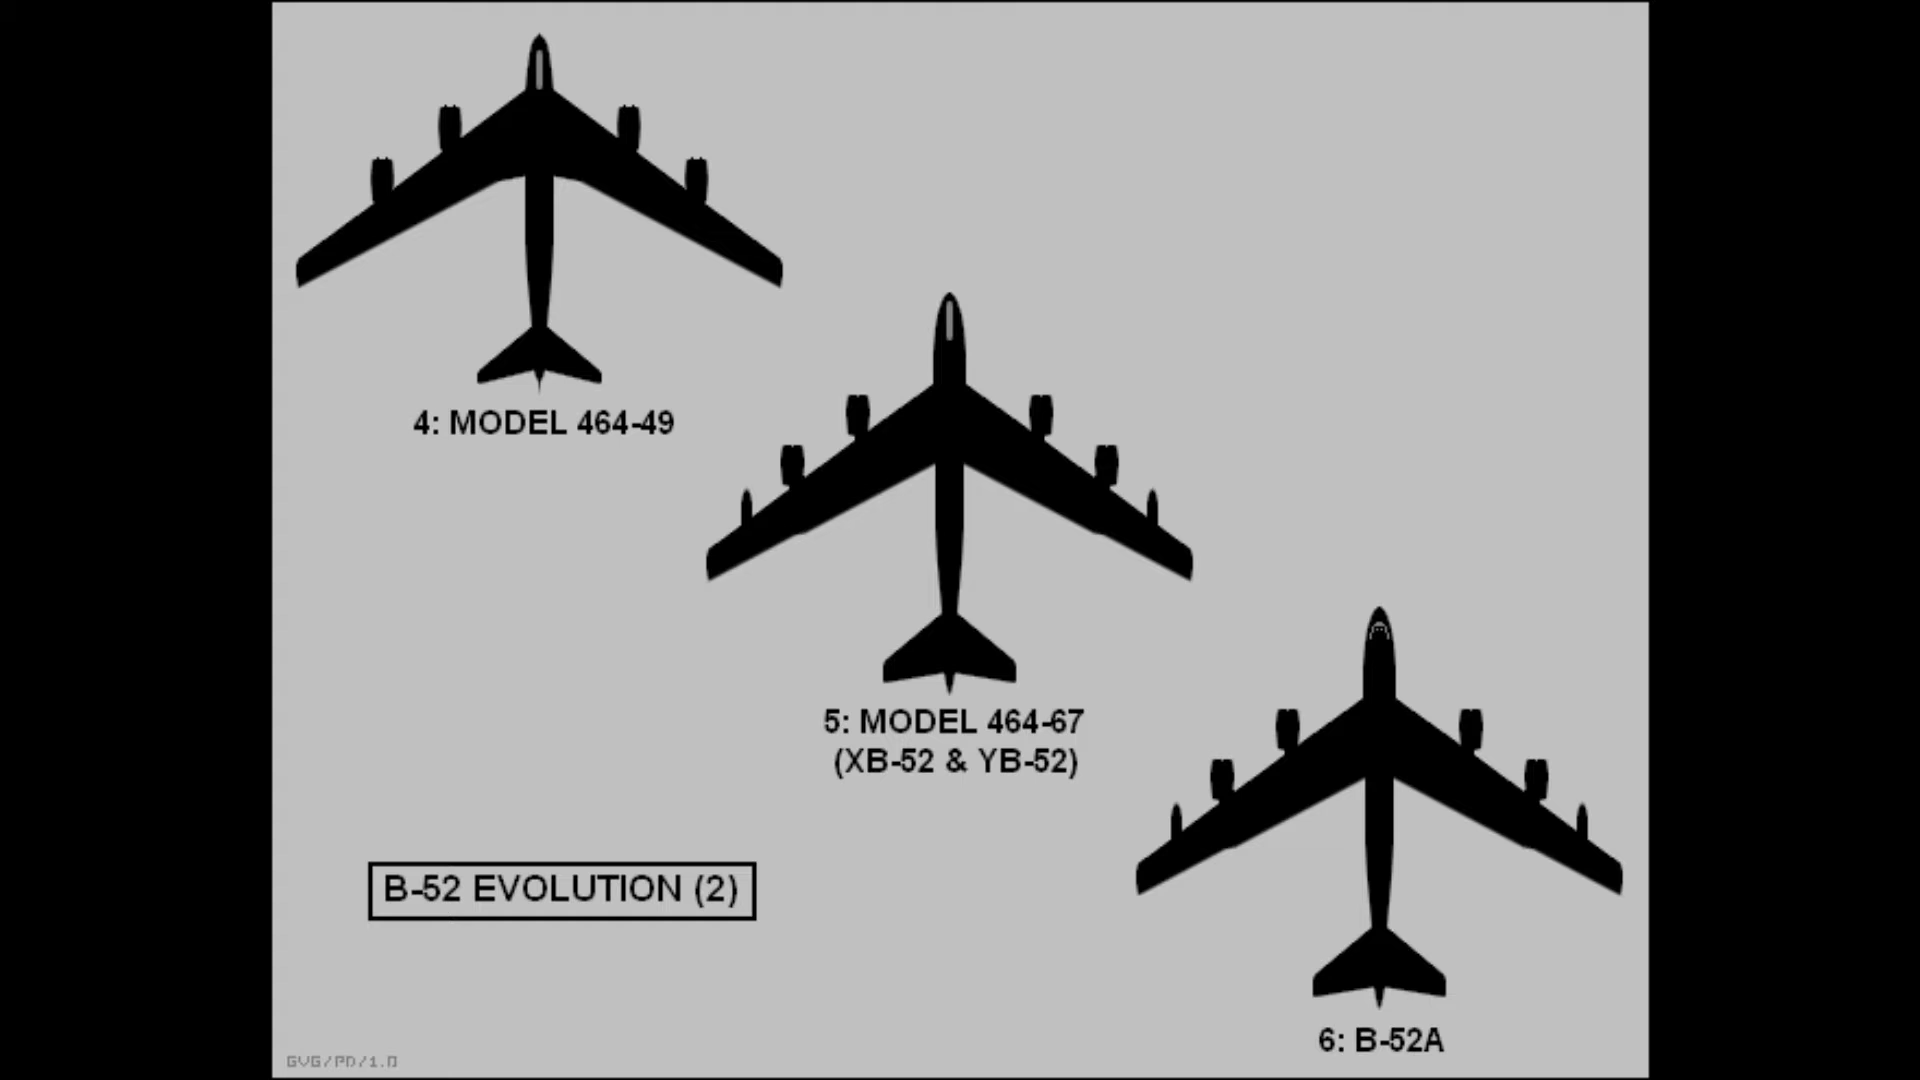 4: MODEL 464-49
5: MODEL 464-67
(XB-52 & YB-52)
B-52 EVOLUTION (2)
6: B-52A
GVG/PD/1.0